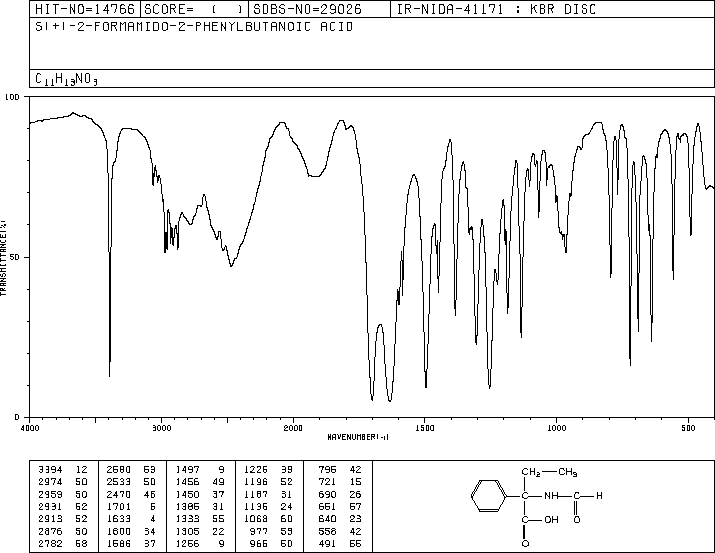 HIT-NO=14766 SCORE= ( ) SDBS-NO=29026 IR-NIDA-41171 : KBR DISC
S(+)-2-FORMAMIDO-2-PHENYLBUTANOIC ACID
C11H13NO3
100
TRANSMITTANCE(%)
50
0
4000 3000 2000 1500 1000 500
WAVENUMBER(-1)
3394 12 2580 53 1497 9 1226 39 796 42
2974 50 2533 50 1456 49 1196 52 721 15
2959 50 2470 46 1450 37 1187 31 690 26
2931 52 1701 5 1386 31 1136 24 651 57
2913 52 1633 4 1333 55 1068 60 640 23
2876 50 1600 34 1305 22 977 53 558 42
2782 58 1586 37 1256 9 966 50 491 55
CH2—CH3
C—NH—C—H
C—OH O
O